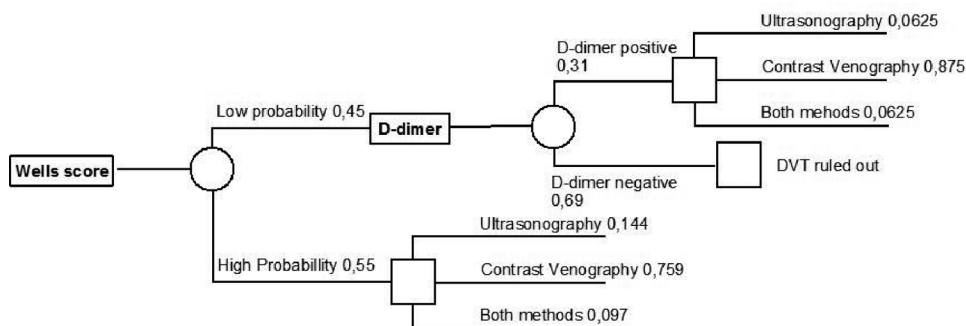 Ultrasonography 0,0625
D-dimer positive
0,31
Contrast Venography 0,875
Low probability 0,45
Both mehods 0,0625
D-dimer
Wells score
DVT ruled out
D-dimer negative
0,69
Ultrasonography 0,144
High Probabillity 0,55
Contrast Venography 0,759
Both methods 0,097